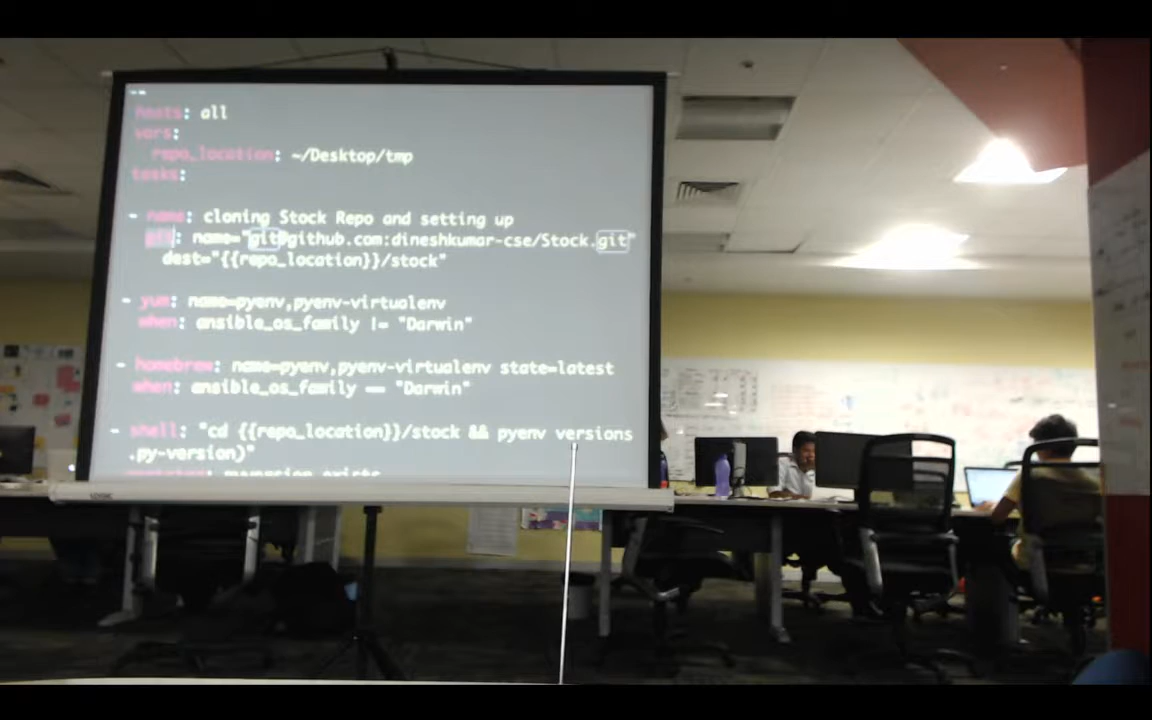 hosts: all
vars:
repo_location: ~/Desktop/tmp
tasks:
- name: cloning Stock Repo and setting up
git: name="git@github.com:dineshkumar-cse/Stock.git"
dest="{{repo_location}}/stock"
- yum: name=pyenv,pyenv-virtualenv
when: ansible_os_family != "Darwin"
- homebrew: name=pyenv,pyenv-virtualenv state=latest
when: ansible_os_family == "Darwin"
- shell: "cd {{repo_location}}/stock && pyenv versions
.py-version)"